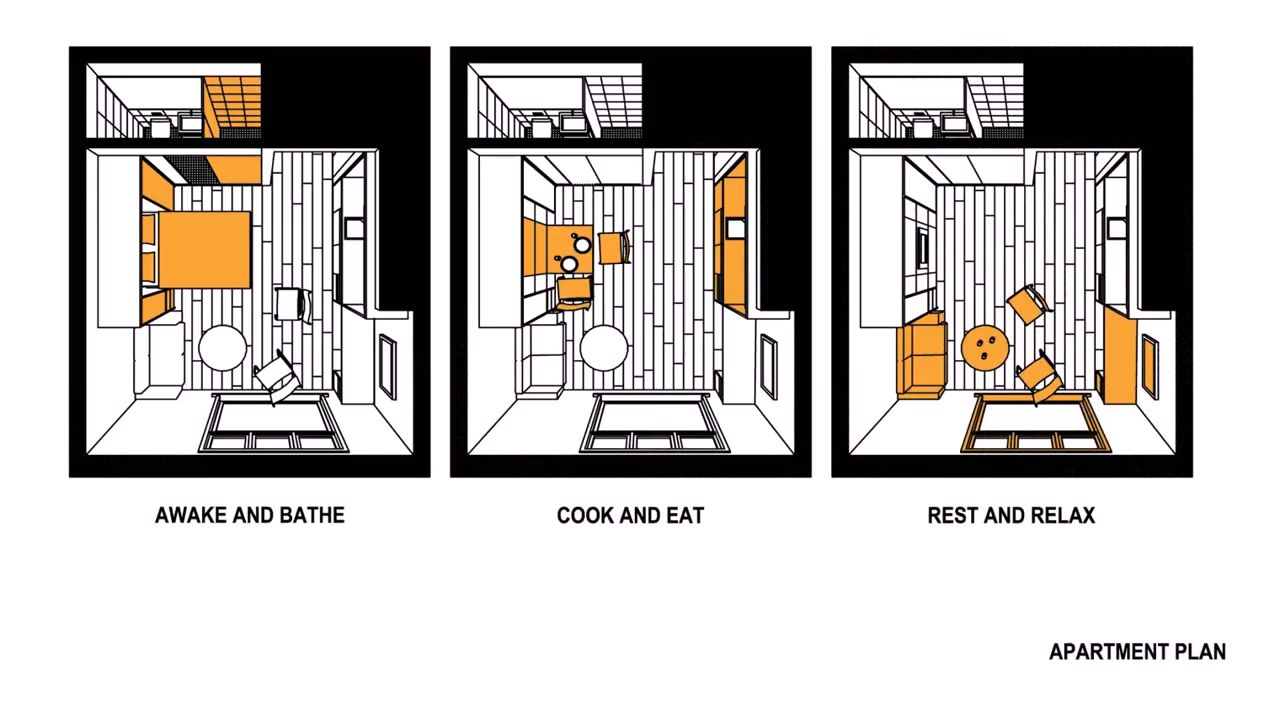 AWAKE AND BATHE
COOK AND EAT
REST AND RELAX
APARTMENT PLAN